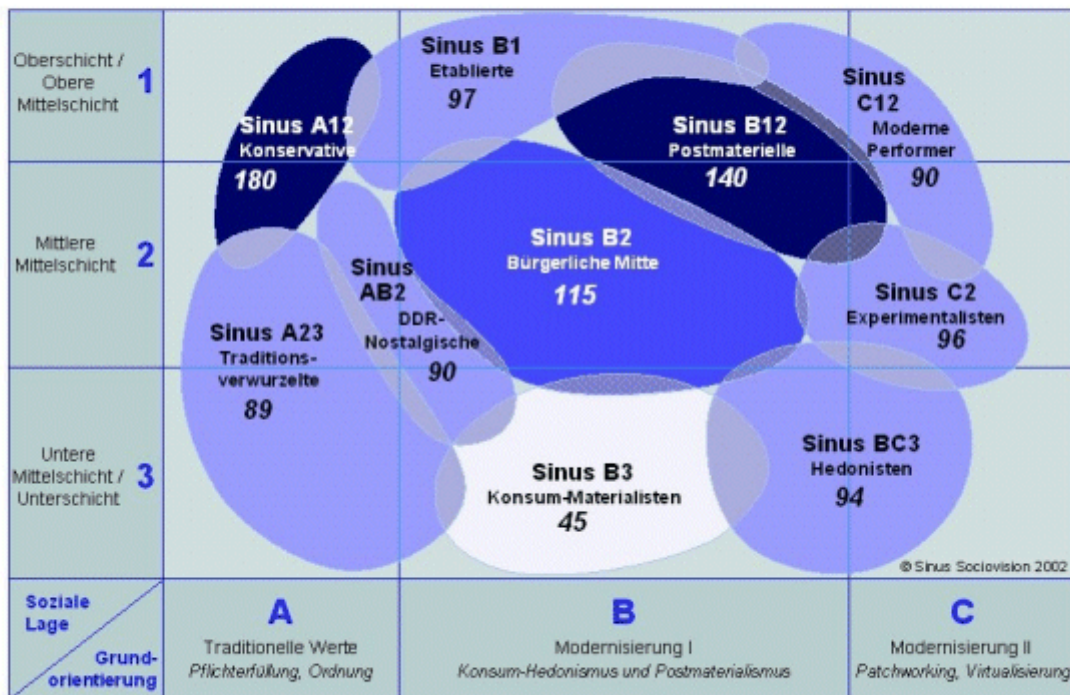 Oberschicht /
Obere
Mittelschicht
1
Sinus B1
Etablierte
97
Sinus
C12
Moderne
Performer
90
Sinus A12
Konservative
180
Sinus B12
Postmaterielle
140
Mittlere
Mittelschicht
2
Sinus B2
Bürgerliche Mitte
115
Sinus
AB2
DDR-
Nostalgische
90
Sinus C2
Experimentalisten
96
Sinus A23
Traditions-
verwurzelte
89
Untere
Mittelschicht /
Unterschicht
3
Sinus B3
Konsum-Materialisten
45
Sinus BC3
Hedonisten
94
© Sinus Sociovision 2002
Soziale
Lage
Grund-
orientierung
A
Traditionelle Werte
Pflichterfüllung, Ordnung
B
Modernisierung I
Konsum-Hedonismus und Postmaterialismus
C
Modernisierung II
Patchworking, Virtualisierung